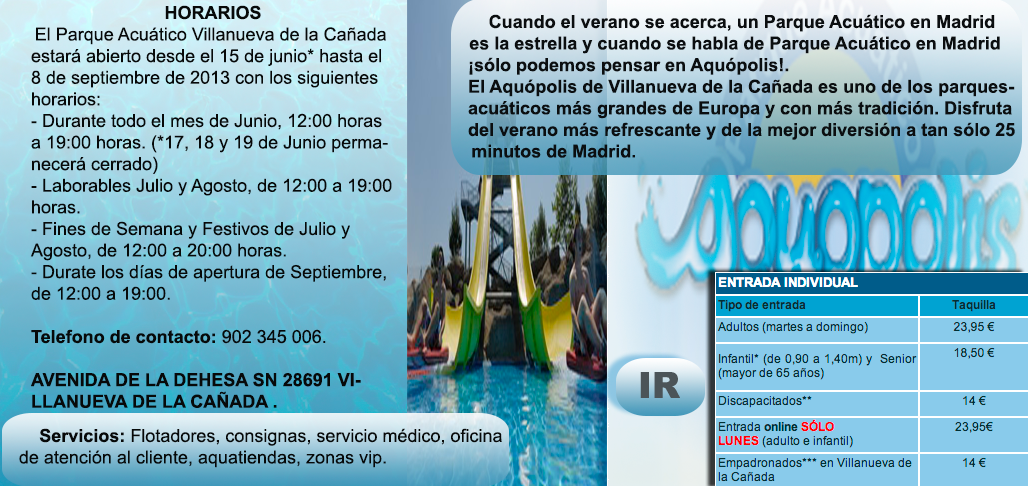 HORARIOS
El Parque Acuático Villanueva de la Cañada
estará abierto desde el 15 de junio* hasta el
8 de septiembre de 2013 con los siguientes
horarios:
- Durante todo el mes de Junio, 12:00 horas
a 19:00 horas. (*17, 18 y 19 de Junio perma-
necerá cerrado)
- Laborables Julio y Agosto, de 12:00 a 19:00
horas.
- Fines de Semana y Festivos de Julio y
Agosto, de 12:00 a 20:00 horas.
- Durate los días de apertura de Septiembre,
de 12:00 a 19:00.
Telefono de contacto: 902 345 006.
AVENIDA DE LA DEHESA SN 28691 VI-
LLANUEVA DE LA CAÑADA .
Servicios: Flotadores, consignas, servicio médico, oficina
de atención al cliente, aquatiendas, zonas vip.
Cuando el verano se acerca, un Parque Acuático en Madrid
es la estrella y cuando se habla de Parque Acuático en Madrid
¡sólo podemos pensar en Aquópolis!.
El Aquópolis de Villanueva de la Cañada es uno de los parques-
acuáticos más grandes de Europa y con más tradición. Disfruta
del verano más refrescante y de la mejor diversión a tan sólo 25
minutos de Madrid.
Aquopolis
IR
ENTRADA INDIVIDUAL
Tipo de entrada Taquilla
Adultos (martes a domingo) 23,95 €
Infantil* (de 0,90 a 1,40m) y Senior 18,50 €
(mayor de 65 años)
Discapacitados** 14 €
Entrada online SÓLO 23,95€
LUNES (adulto e infantil)
Empadronados*** en Villanueva de 14 €
la Cañada